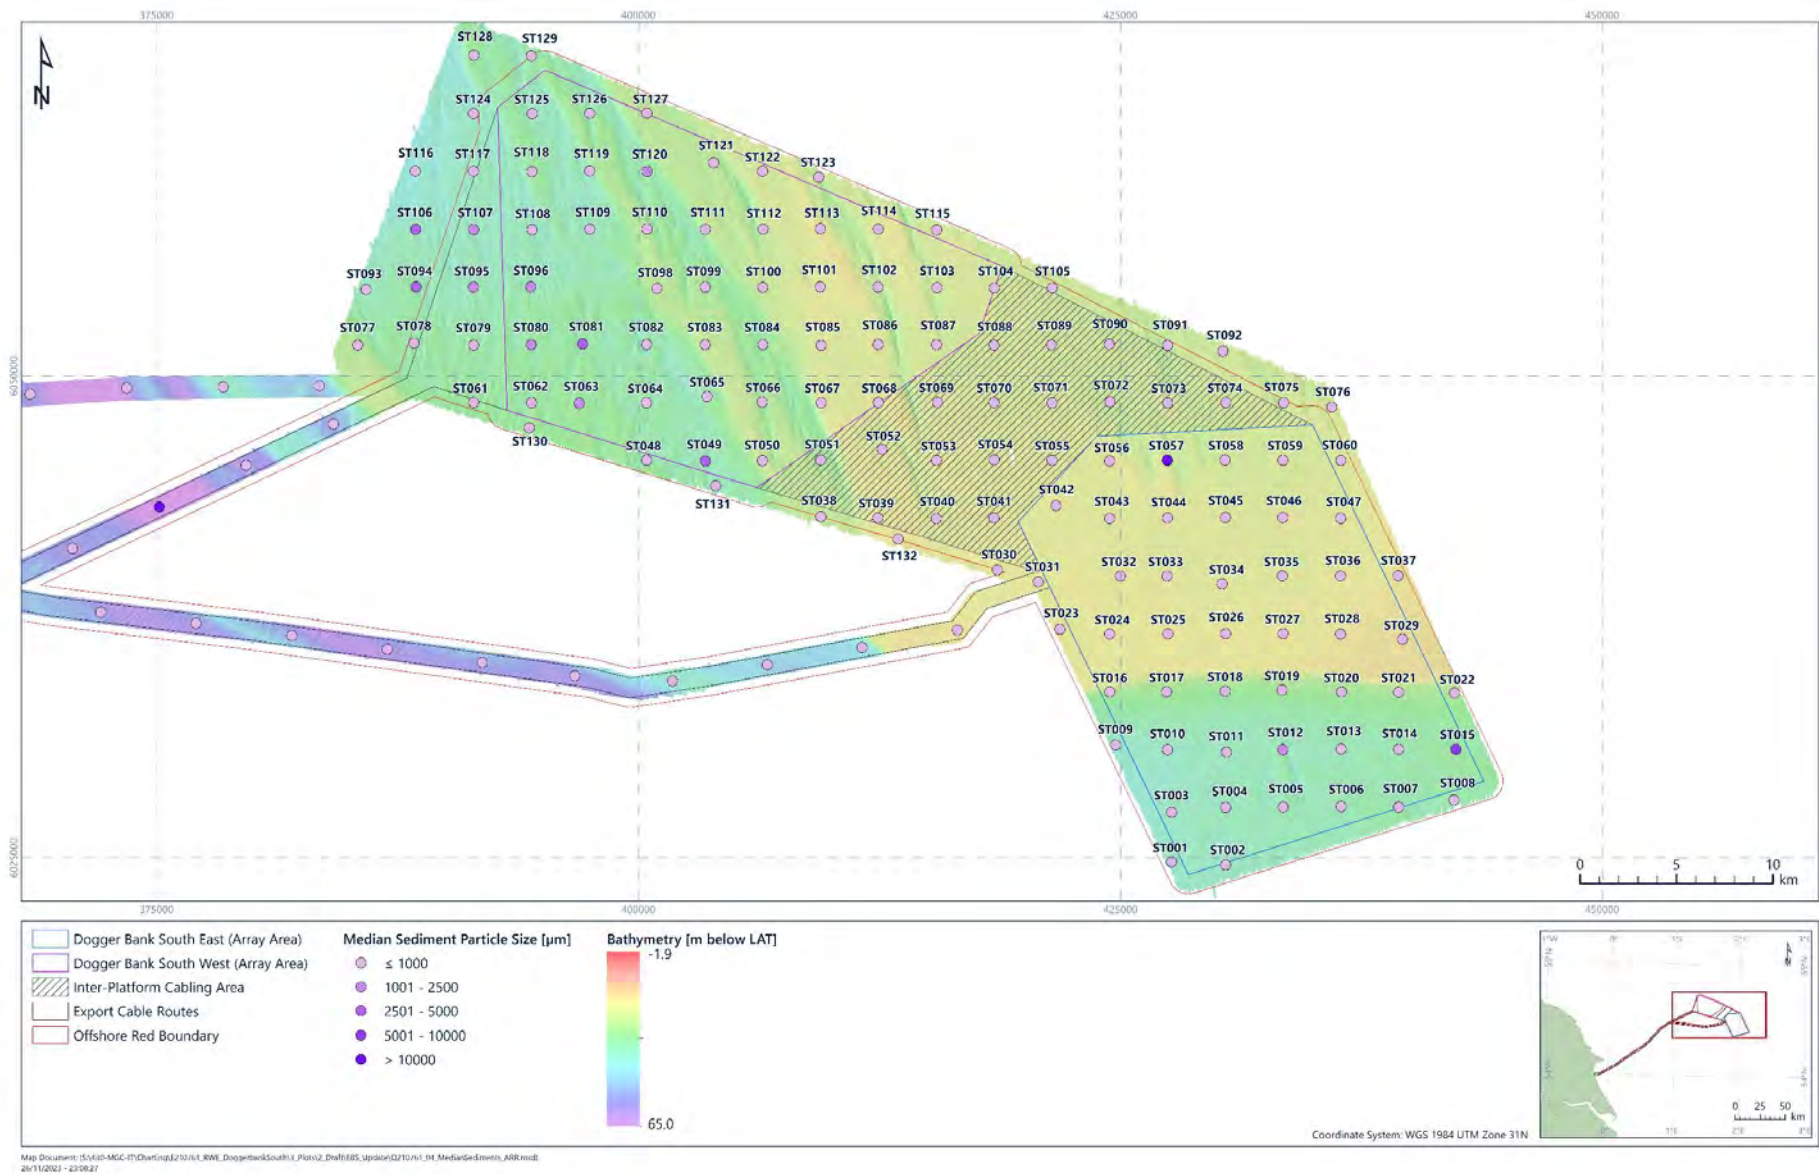 375000 400000 425000 450000
N
ST128 ST129
ST124 ST125 ST126 ST127
ST116 ST117 ST118 ST119 ST120 ST121 ST122 ST123
ST106 ST107 ST108 ST109 ST110 ST111 ST112 ST113 ST114 ST115
ST093 ST094 ST095 ST096 ST098 ST099 ST100 ST101 ST102 ST103 ST104 ST105
ST077 ST078 ST079 ST080 ST081 ST082 ST083 ST084 ST085 ST086 ST087 ST088 ST089 ST090 ST091 ST092
6050000
ST061 ST062 ST063 ST064 ST065 ST066 ST067 ST068 ST069 ST070 ST071 ST072 ST073 ST074 ST075 ST076
ST130 ST048 ST049 ST050 ST051 ST052 ST053 ST054 ST055 ST056 ST057 ST058 ST059 ST060
ST131 ST038 ST039 ST040 ST041 ST042 ST043 ST044 ST045 ST046 ST047
ST132 ST030 ST031 ST032 ST033 ST034 ST035 ST036 ST037
ST023 ST024 ST025 ST026 ST027 ST028 ST029
ST016 ST017 ST018 ST019 ST020 ST021 ST022
ST009 ST010 ST011 ST012 ST013 ST014 ST015
ST003 ST004 ST005 ST006 ST007 ST008
ST001 ST002
6025000
0 5 10
km
375000 400000 425000 450000
Dogger Bank South East (Array Area)
Dogger Bank South West (Array Area)
Inter-Platform Cabling Area
Export Cable Routes
Offshore Red Boundary
Median Sediment Particle Size [µm]
≤ 1000
1001 - 2500
2501 - 5000
5001 - 10000
> 10000
Bathymetry [m below LAT]
-1.9
65.0
0 25 50
km
Coordinate System: WGS 1984 UTM Zone 31N
26/11/2023 - 23:08:27